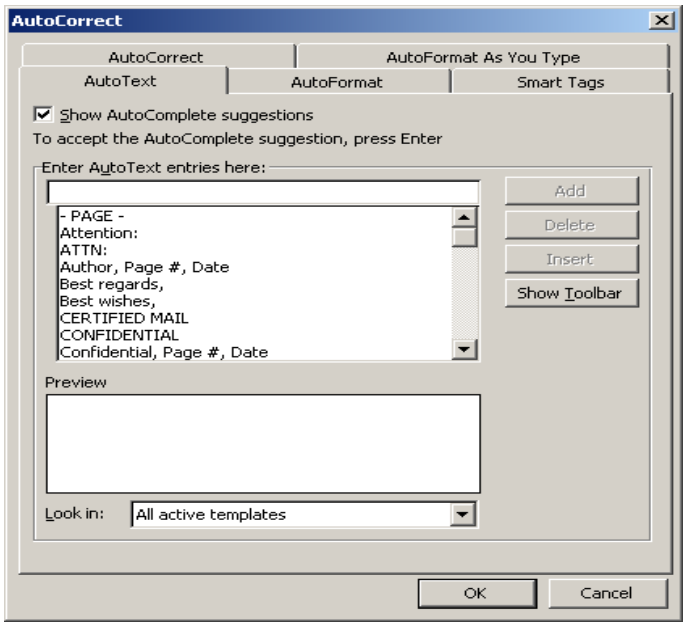 AutoCorrect
AutoCorrect
AutoFormat As You Type
AutoText
AutoFormat
Smart Tags
Show AutoComplete suggestions
To accept the AutoComplete suggestion, press Enter
Enter AutoText entries here:
Add
- PAGE -
Attention:
ATTN:
Author, Page #, Date
Best regards,
Best wishes,
CERTIFIED MAIL
CONFIDENTIAL
Confidential, Page #, Date
Delete
Insert
Show Toolbar
Preview
Look in:
All active templates
OK
Cancel